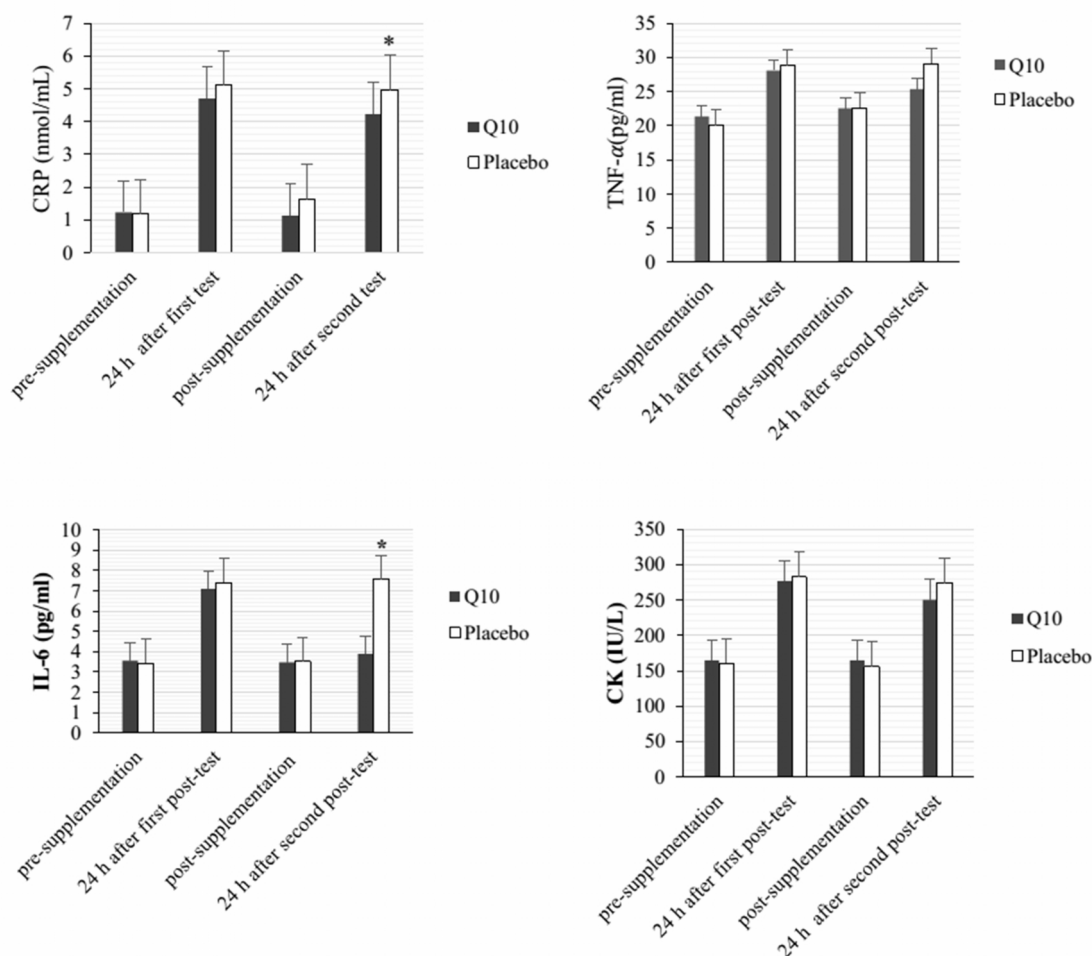 CRP (nmol/mL)
7
6
5
4
3
2
1
0
*
Q10
Placebo
pre-supplementation
24 h after first test
post-supplementation
24 h after second test
TNF-α(pg/ml)
35
30
25
20
15
10
5
0
Q10
Placebo
pre-supplementation
24 h after first post-test
post-supplementation
24 h after second post-test
IL-6 (pg/ml)
10
9
8
7
6
5
4
3
2
1
0
*
Q10
Placebo
pre-supplementation
24 h after first post-test
post-supplementation
24 h after second post-test
CK (IU/L)
350
300
250
200
150
100
50
0
Q10
Placebo
pre-supplementation
24 h after first post-test
post-supplementation
24 h after second post-test